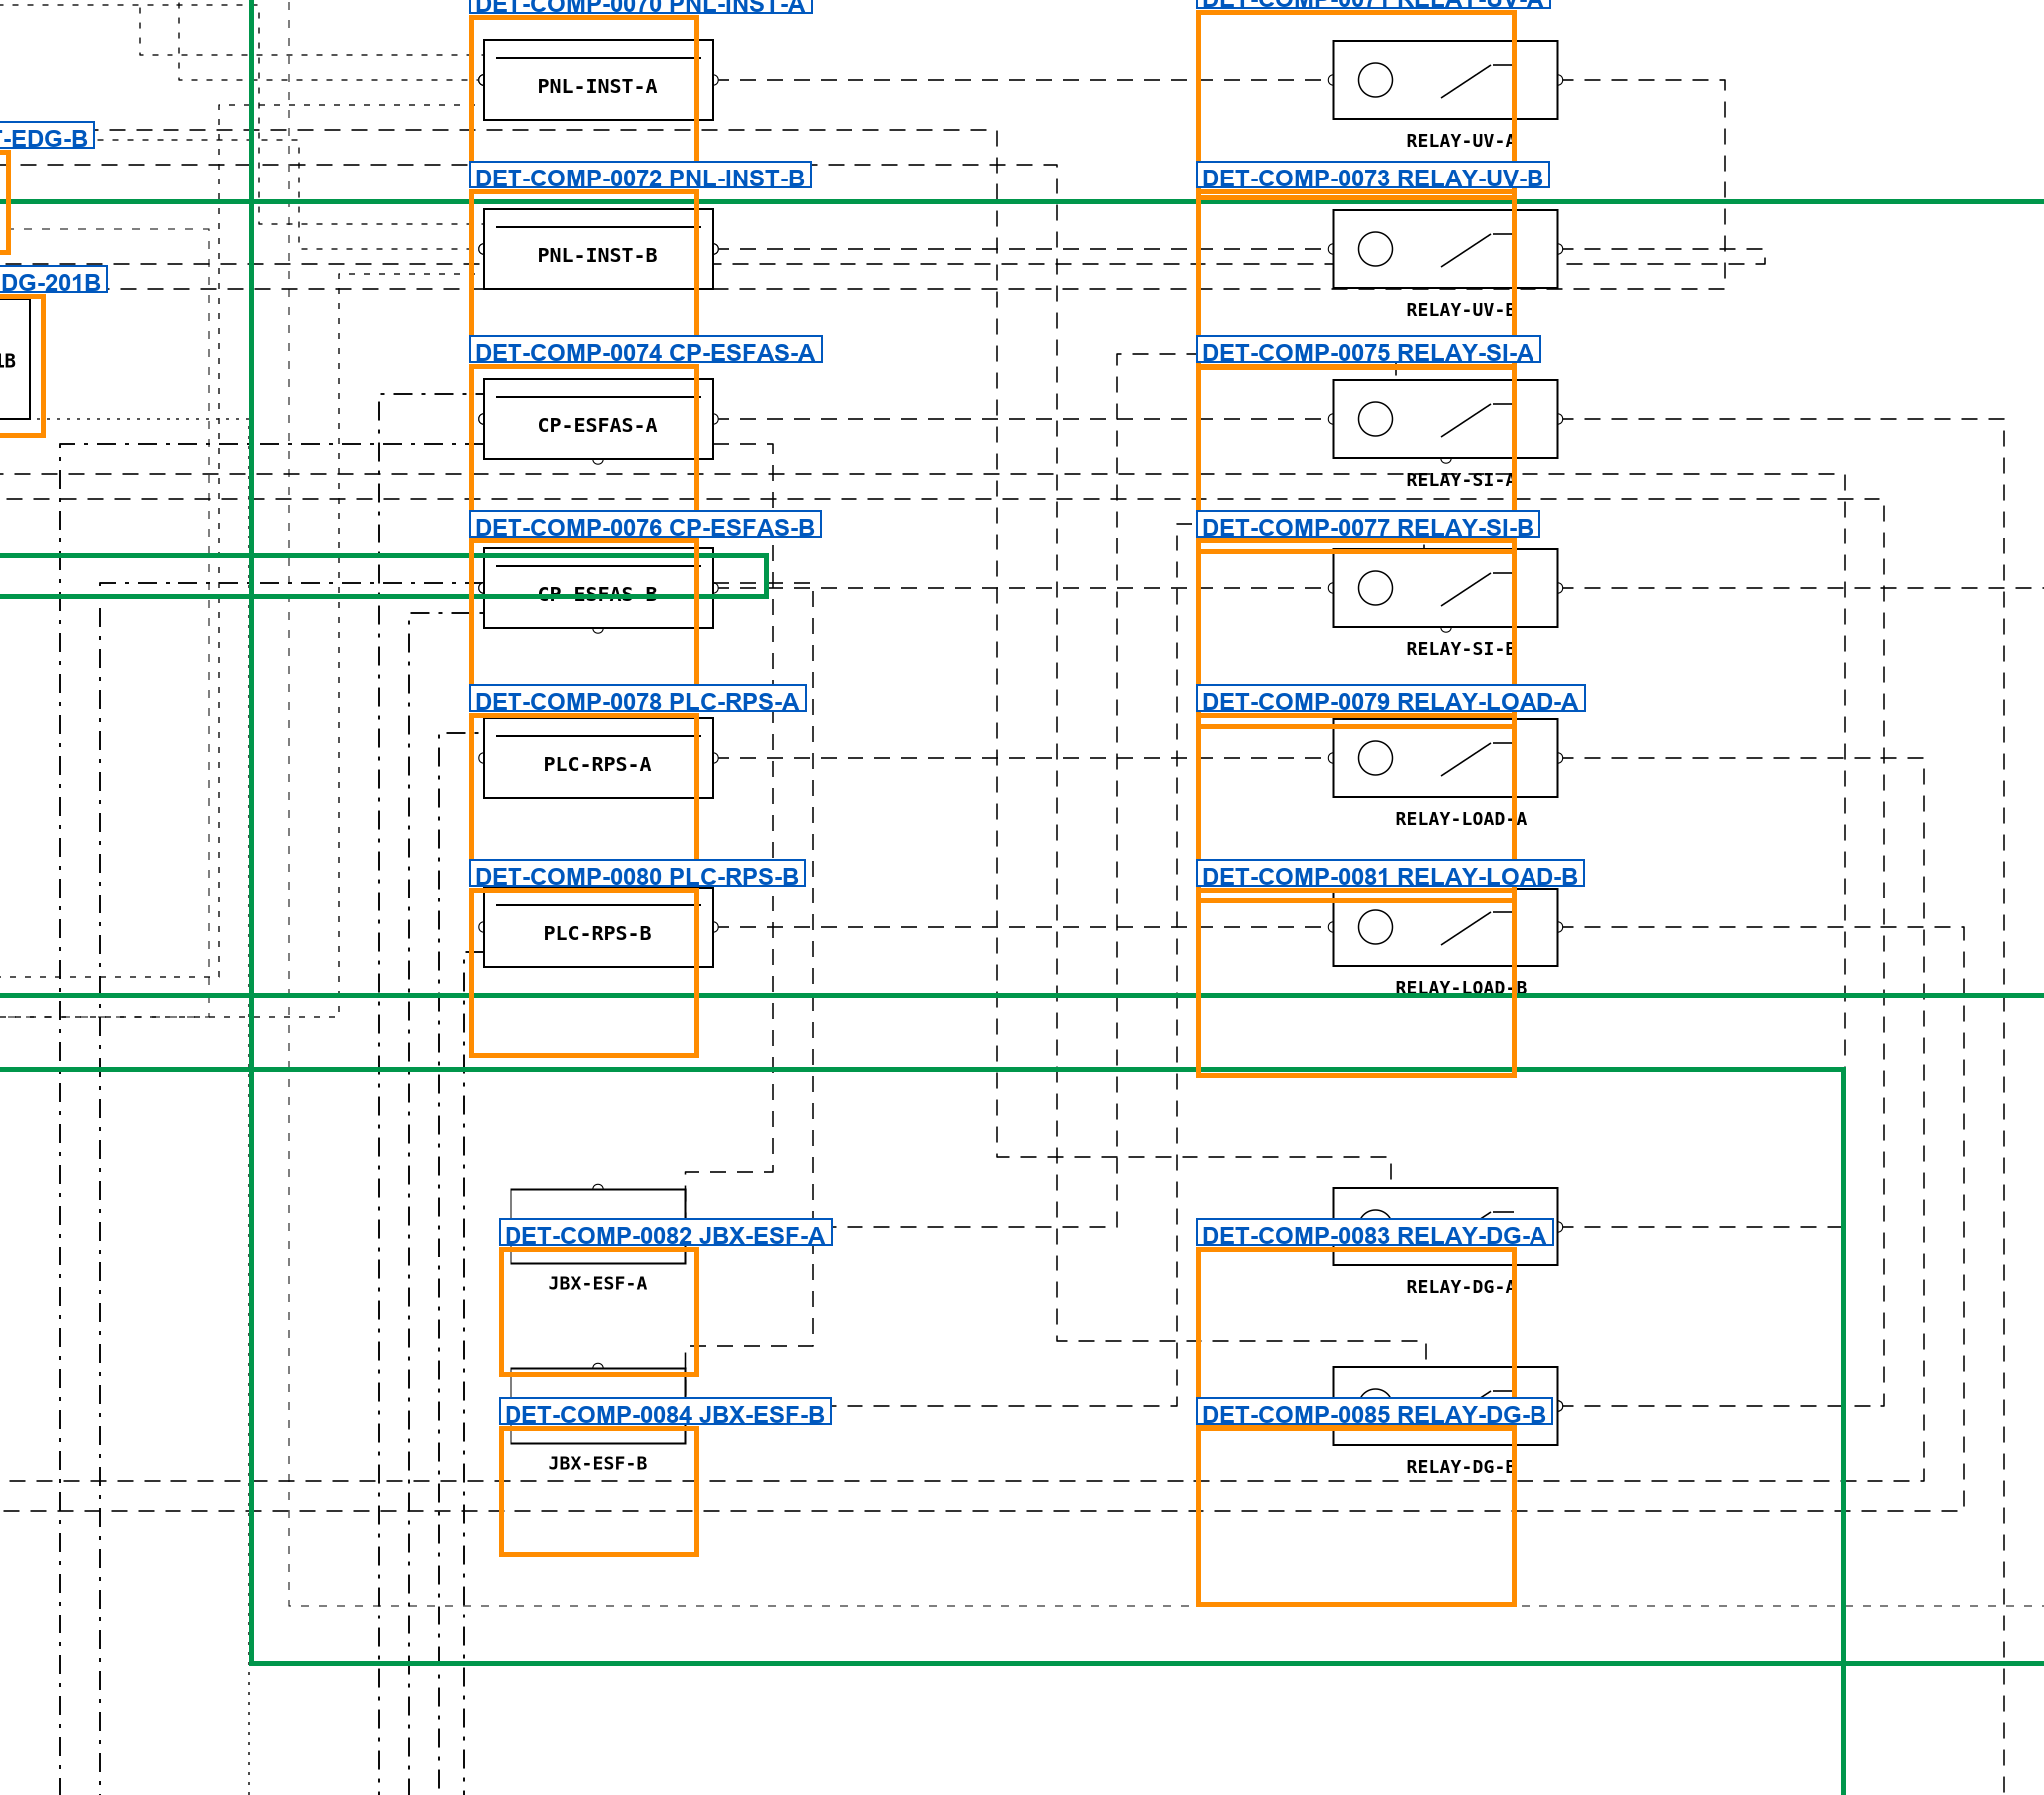 DET-COMP-0070 PNL-INST-A
DET-COMP-0071 RELAY-UV-A
PNL-INST-A
RELAY-UV-A
-EDG-B
DET-COMP-0072 PNL-INST-B
DET-COMP-0073 RELAY-UV-B
PNL-INST-B
DG-201B
RELAY-UV-B
DET-COMP-0074 CP-ESFAS-A
DET-COMP-0075 RELAY-SI-A
1B
CP-ESFAS-A
RELAY-SI-A
DET-COMP-0076 CP-ESFAS-B
DET-COMP-0077 RELAY-SI-B
CP-ESFAS-B
RELAY-SI-B
DET-COMP-0078 PLC-RPS-A
DET-COMP-0079 RELAY-LOAD-A
PLC-RPS-A
RELAY-LOAD-A
DET-COMP-0080 PLC-RPS-B
DET-COMP-0081 RELAY-LOAD-B
PLC-RPS-B
RELAY-LOAD-B
DET-COMP-0082 JBX-ESF-A
DET-COMP-0083 RELAY-DG-A
JBX-ESF-A
RELAY-DG-A
DET-COMP-0084 JBX-ESF-B
DET-COMP-0085 RELAY-DG-B
JBX-ESF-B
RELAY-DG-B